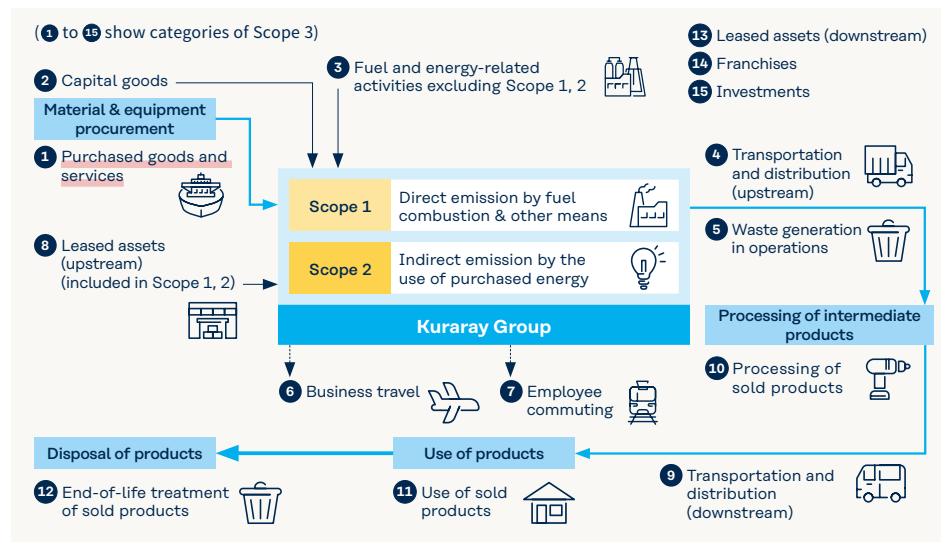 (1 to 15 show categories of Scope 3)
2 Capital goods
3 Fuel and energy-related
activities excluding Scope 1, 2
13 Leased assets (downstream)
14 Franchises
15 Investments
Material & equipment
procurement
1 Purchased goods and
services
8 Leased assets
(upstream)
(included in Scope 1, 2)
Scope 1
Direct emission by fuel
combustion & other means
Scope 2
Indirect emission by the
use of purchased energy
Kuraray Group
4 Transportation
and distribution
(upstream)
5 Waste generation
in operations
Processing of intermediate
products
10 Processing of
sold products
6 Business travel
7 Employee
commuting
Disposal of products
Use of products
12 End-of-life treatment
of sold products
11 Use of sold
products
9 Transportation and
distribution
(downstream)